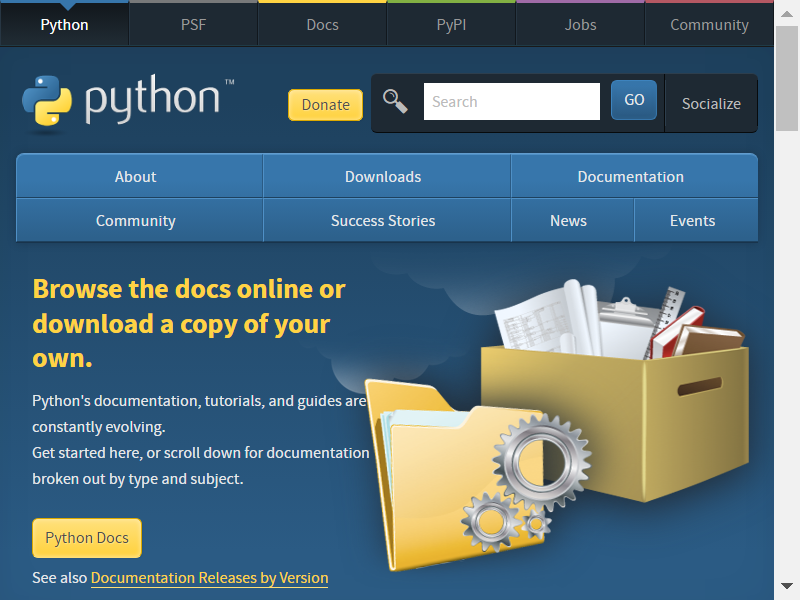 Python PSF Docs PyPI Jobs Community
python™ Donate Search GO Socialize
About Downloads Documentation
Community Success Stories News Events
Browse the docs online or
download a copy of your
own.
Python's documentation, tutorials, and guides are
constantly evolving.
Get started here, or scroll down for documentation
broken out by type and subject.
Python Docs
See also Documentation Releases by Version